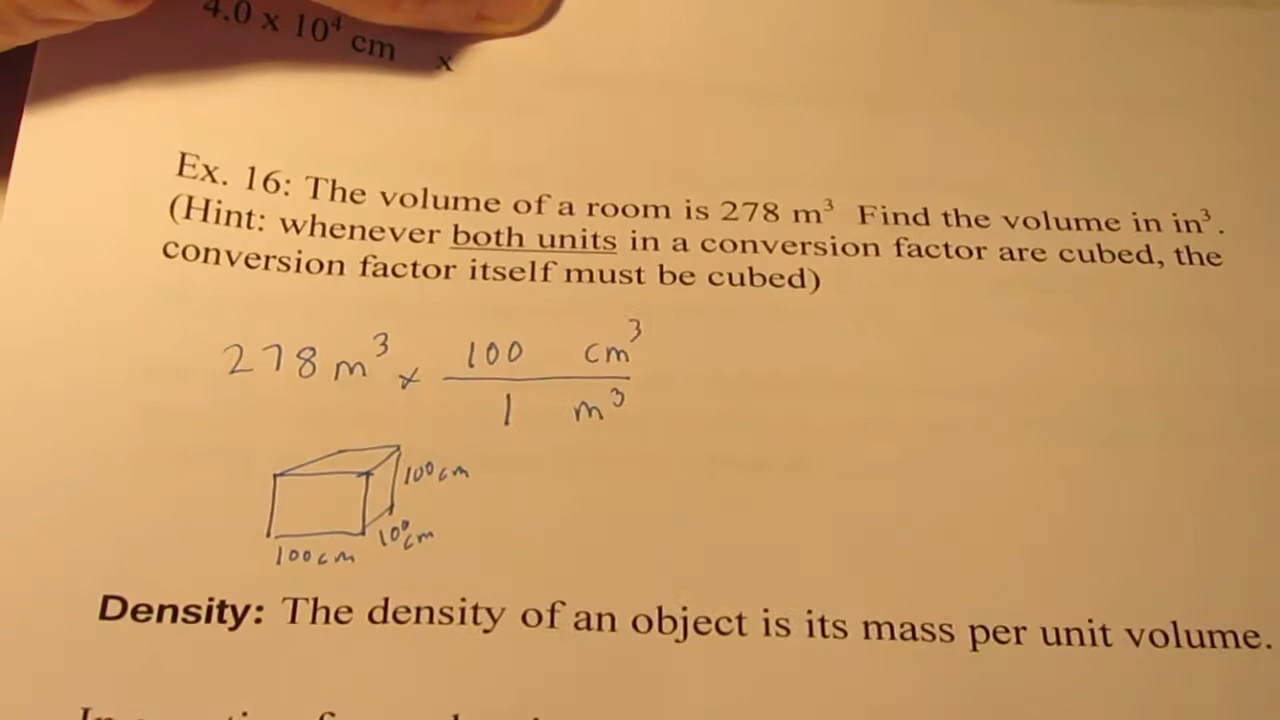 4.0 x 10⁴ cm x
Ex. 16: The volume of a room is 278 m³ Find the volume in in³.
(Hint: whenever both units in a conversion factor are cubed, the
conversion factor itself must be cubed)
278 m³ x 100 cm³
1 m³
100cm
100cm
100cm
Density: The density of an object is its mass per unit volume.